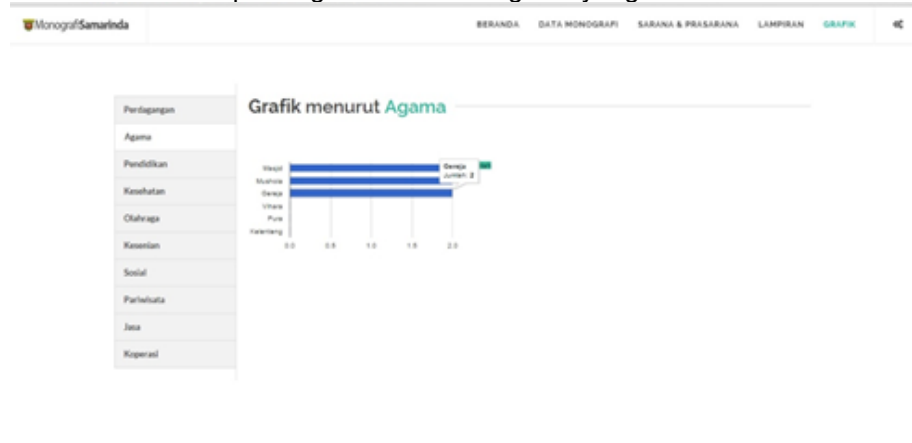 MonografiSamarinda
BERANDA DATA MONOGRAFI SARANA & PRASARANA LAMPIRAN GRAFIK
Grafik menurut Agama
Perdagangan
Agama
Pendidikan
Kesehatan
Olahraga
Kesenian
Sosial
Pariwisata
Jasa
Koperasi
Masjid
Mushola
Gereja
Vihara
Pura
Kelenteng
Gereja
Jumlah: 2
0.0 0.5 1.0 1.5 2.0